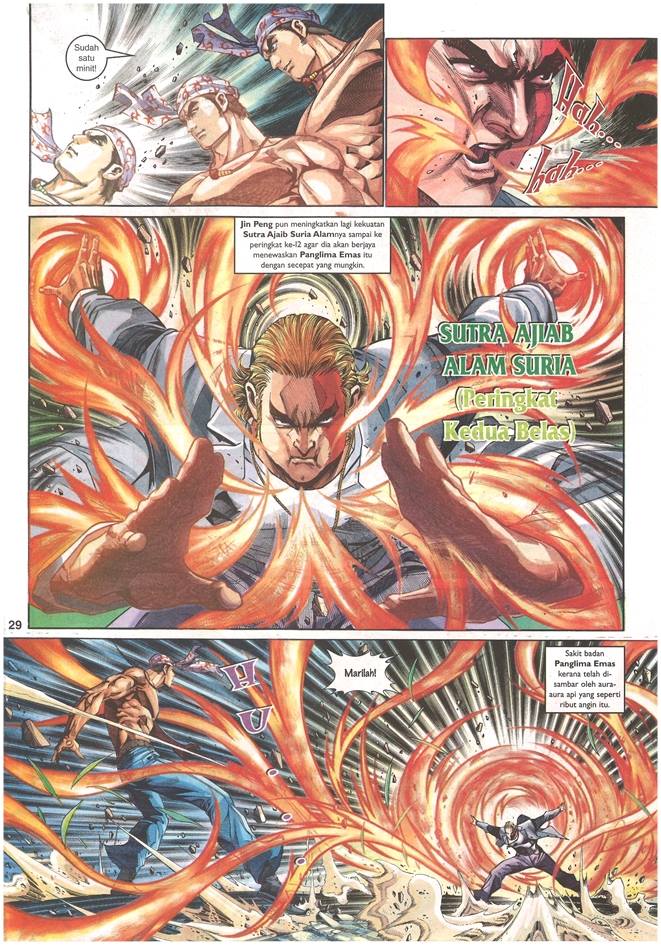 Sudah
satu
minit!
Hah...
hah...
Jin Peng pun meningkatkan lagi kekuatan
Sutra Ajaib Suria Alamnya sampai ke
peringkat ke-12 agar dia akan berjaya
menewaskan Panglima Emas itu
dengan secepat yang mungkin.
SUTRA AJIAB
ALAM SURIA
(Peringkat
Kedua Belas)
29
HU...
Marilah!
Sakit badan
Panglima Emas
kerana telah di-
sambar oleh aura-
aura api yang seperti
ribut angin itu.